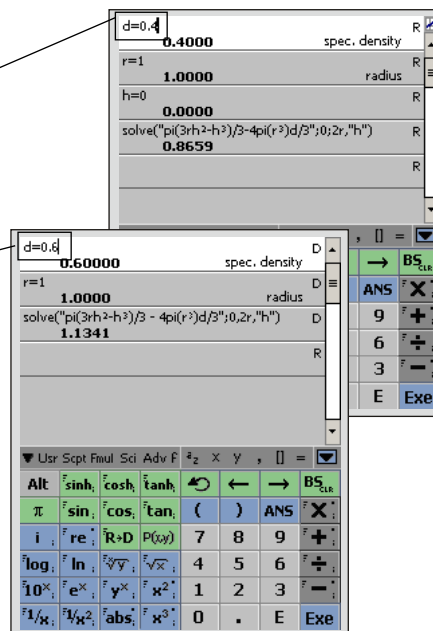 d=0.4 R
0.4000 spec. density
r=1 R
1.0000 radius
h=0 R
0.0000
solve("pi(3rh²-h³)/3-4pi(r³)d/3";0;2r,"h") R
0.8659
R
, [] =
→ BS CLR
ANS X
9 +
6 ÷
3 −
E Exe
d=0.6 D
0.60000 spec. density
r=1 D
1.0000 radius
solve("pi(3rh²-h³)/3 - 4pi(r³)d/3";0,2r,"h") D
1.1341
R
Usr Scpt Fmul Sci Adv F a₂ X Y , [] =
Alt sinh cosh tanh ← → BS CLR
π sin cos tan ( ) ANS X
i re R→D P(x,y) 7 8 9 +
log ln ˣ√y √x 4 5 6 ÷
10ˣ eˣ yˣ x² 1 2 3 −
1/x 1/x² abs x³ 0 . E Exe